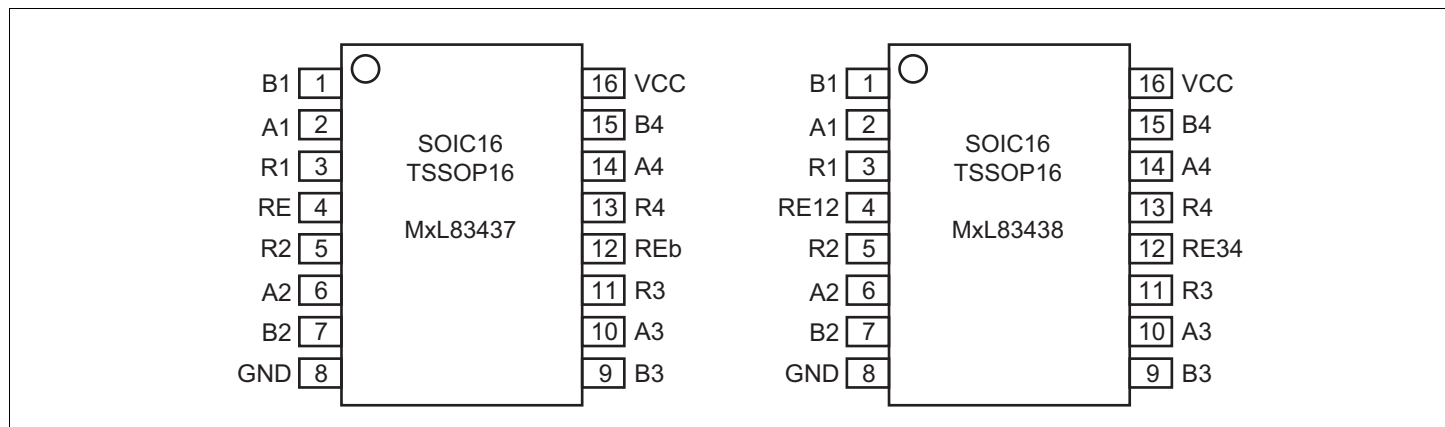 B1 1 16 VCC
A1 2 15 B4
R1 3 14 A4
RE 4 13 R4
R2 5 12 REb
A2 6 11 R3
B2 7 10 A3
GND 8 9 B3
SOIC16
TSSOP16
MxL83437
B1 1 16 VCC
A1 2 15 B4
R1 3 14 A4
RE12 4 13 R4
R2 5 12 RE34
A2 6 11 R3
B2 7 10 A3
GND 8 9 B3
SOIC16
TSSOP16
MxL83438